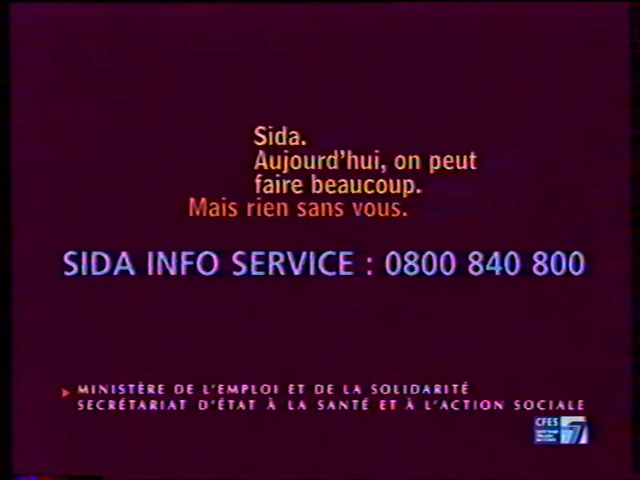 Sida.
Aujourd'hui, on peut
faire beaucoup.
Mais rien sans vous.
SIDA INFO SERVICE : 0800 840 800
MINISTÈRE DE L'EMPLOI ET DE LA SOLIDARITÉ
SECRÉTARIAT D'ÉTAT À LA SANTÉ ET À L'ACTION SOCIALE
CFES